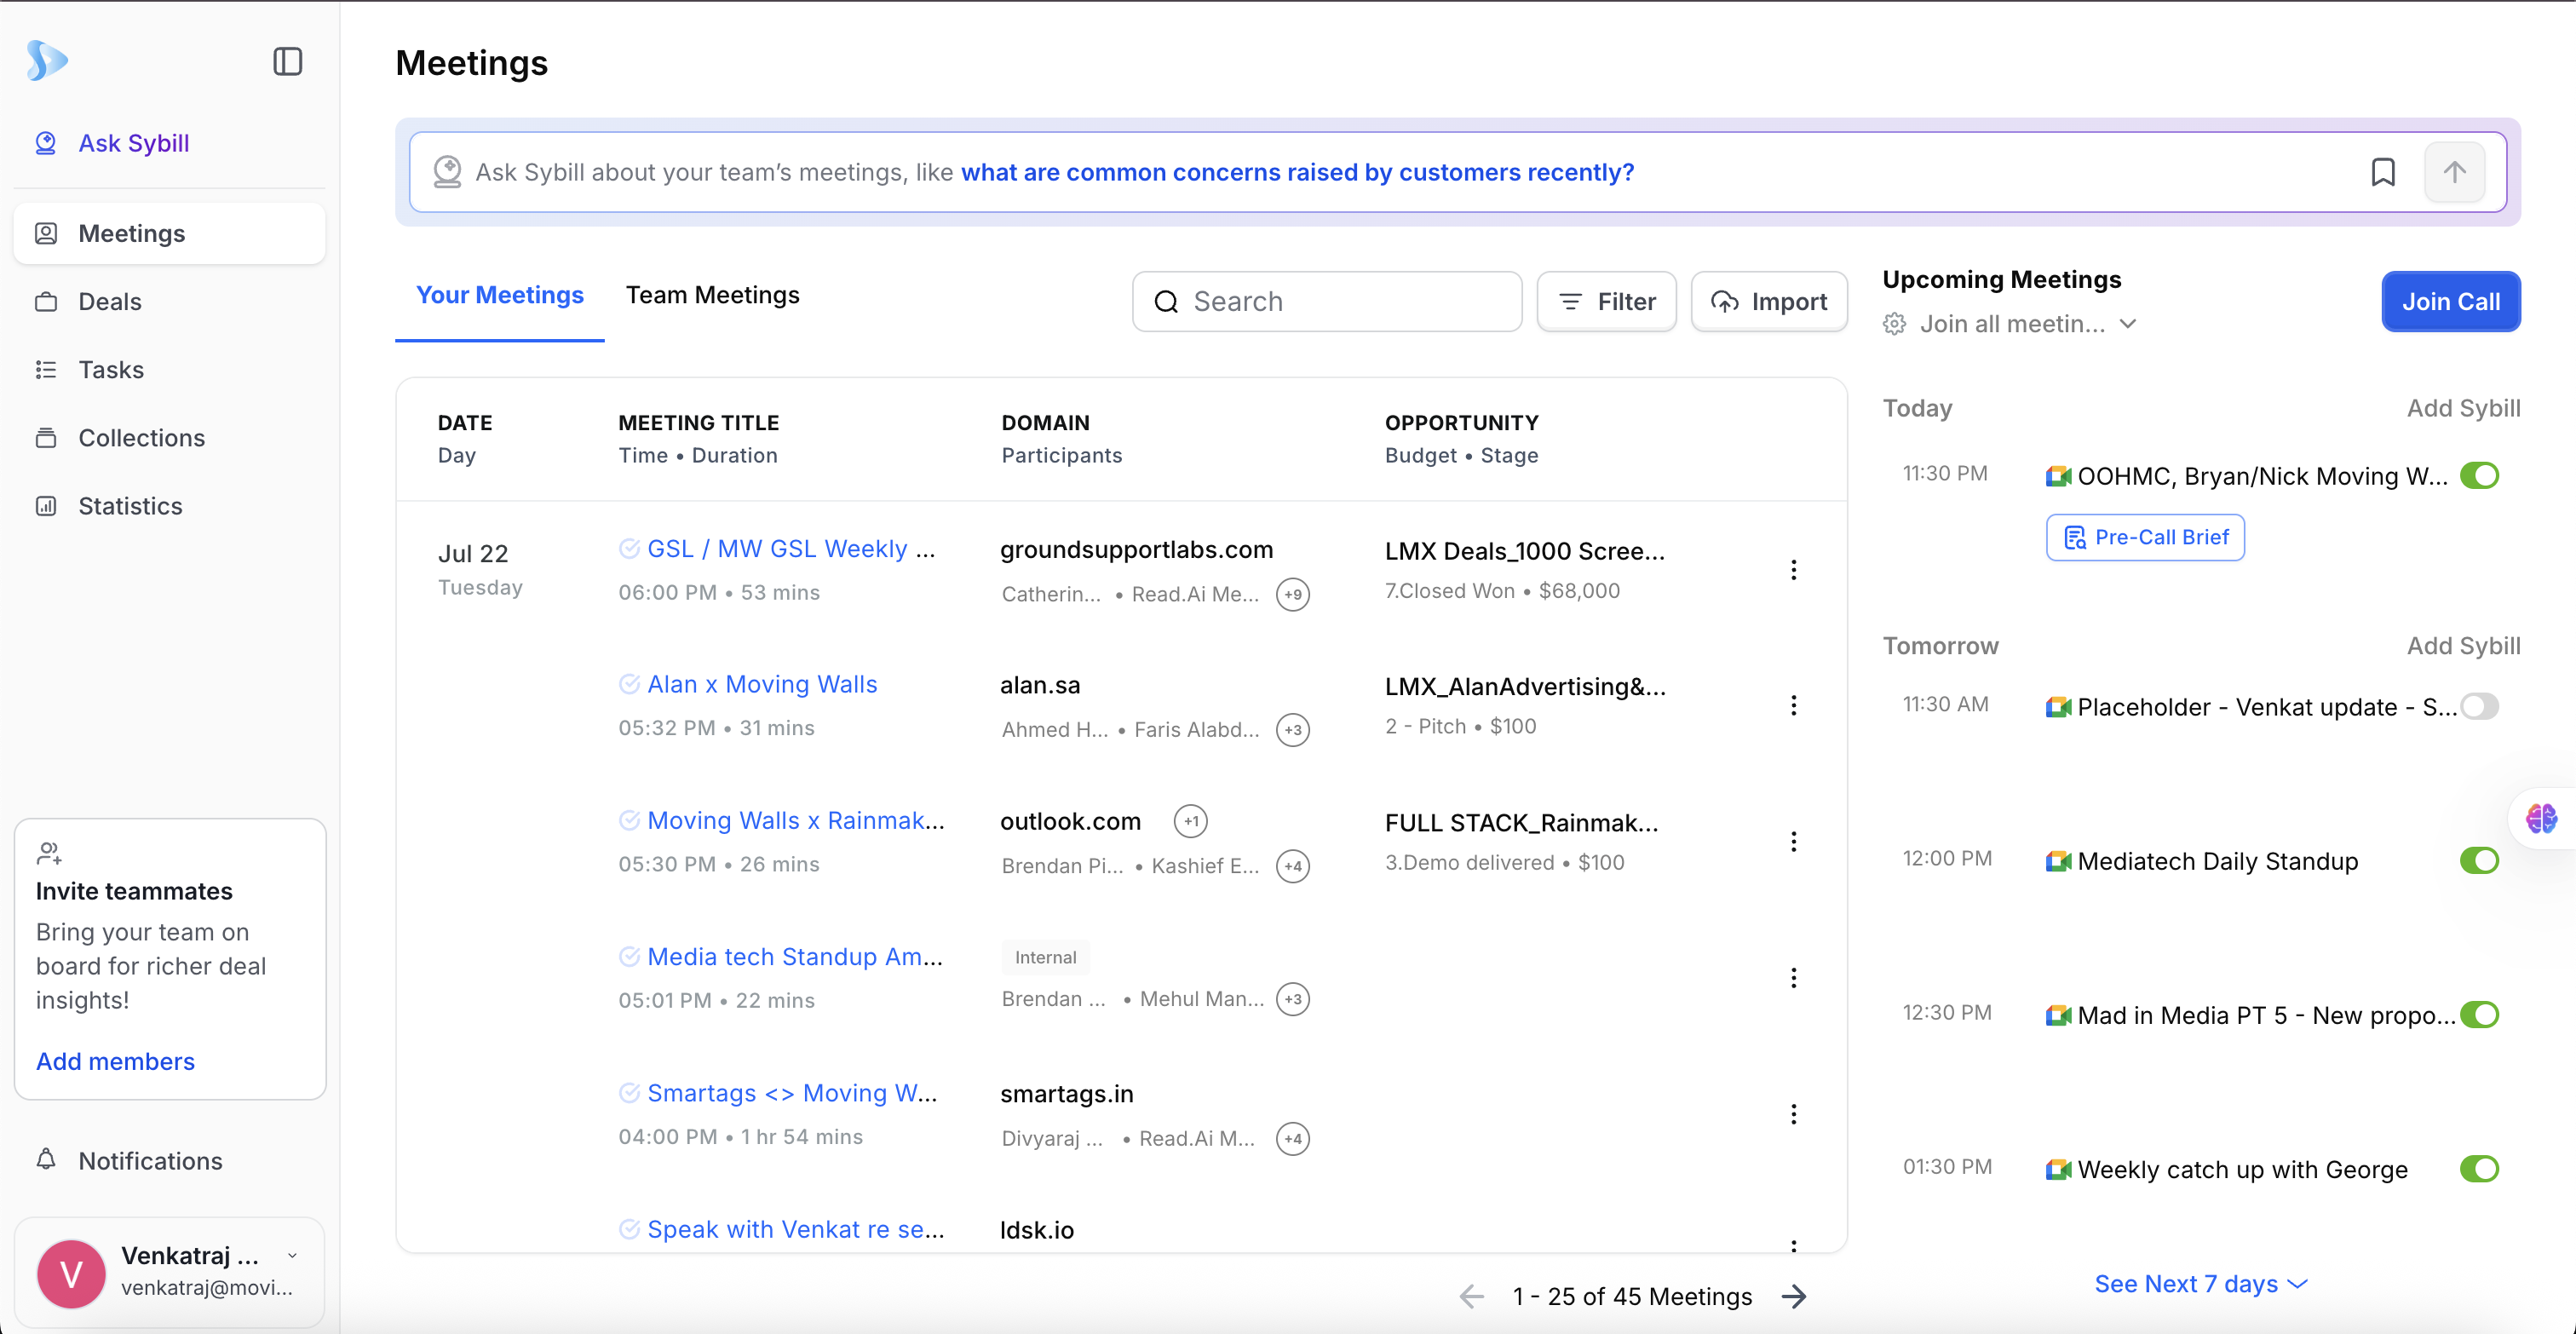 Meetings
Ask Sybill
Meetings
Deals
Tasks
Collections
Statistics
Invite teammates
Bring your team on
board for richer deal
insights!
Add members
Notifications
V
Venkatraj ...
venkatraj@movi...
Ask Sybill about your team’s meetings, like what are common concerns raised by customers recently?
Your Meetings
Team Meetings
Search
Filter
Import
DATE
Day
MEETING TITLE
Time • Duration
DOMAIN
Participants
OPPORTUNITY
Budget • Stage
Jul 22
Tuesday
GSL / MW GSL Weekly ...
06:00 PM • 53 mins
groundsupportlabs.com
Catherin... • Read.Ai Me... +9
LMX Deals_1000 Scree...
7.Closed Won • $68,000
Alan x Moving Walls
05:32 PM • 31 mins
alan.sa
Ahmed H... • Faris Alabd... +3
LMX_AlanAdvertising&...
2 - Pitch • $100
Moving Walls x Rainmak...
05:30 PM • 26 mins
outlook.com +1
Brendan Pi... • Kashief E... +4
FULL STACK_Rainmak...
3.Demo delivered • $100
Media tech Standup Am...
05:01 PM • 22 mins
Internal
Brendan ... • Mehul Man... +3
Smartags <> Moving W...
04:00 PM • 1 hr 54 mins
smartags.in
Divyaraj ... • Read.Ai M... +4
Speak with Venkat re se...
ldsk.io
1 - 25 of 45 Meetings
Upcoming Meetings
Join all meetin...
Join Call
Today
Add Sybill
11:30 PM
OOHMC, Bryan/Nick Moving W...
Pre-Call Brief
Tomorrow
Add Sybill
11:30 AM
Placeholder - Venkat update - S...
12:00 PM
Mediatech Daily Standup
12:30 PM
Mad in Media PT 5 - New propo...
01:30 PM
Weekly catch up with George
See Next 7 days